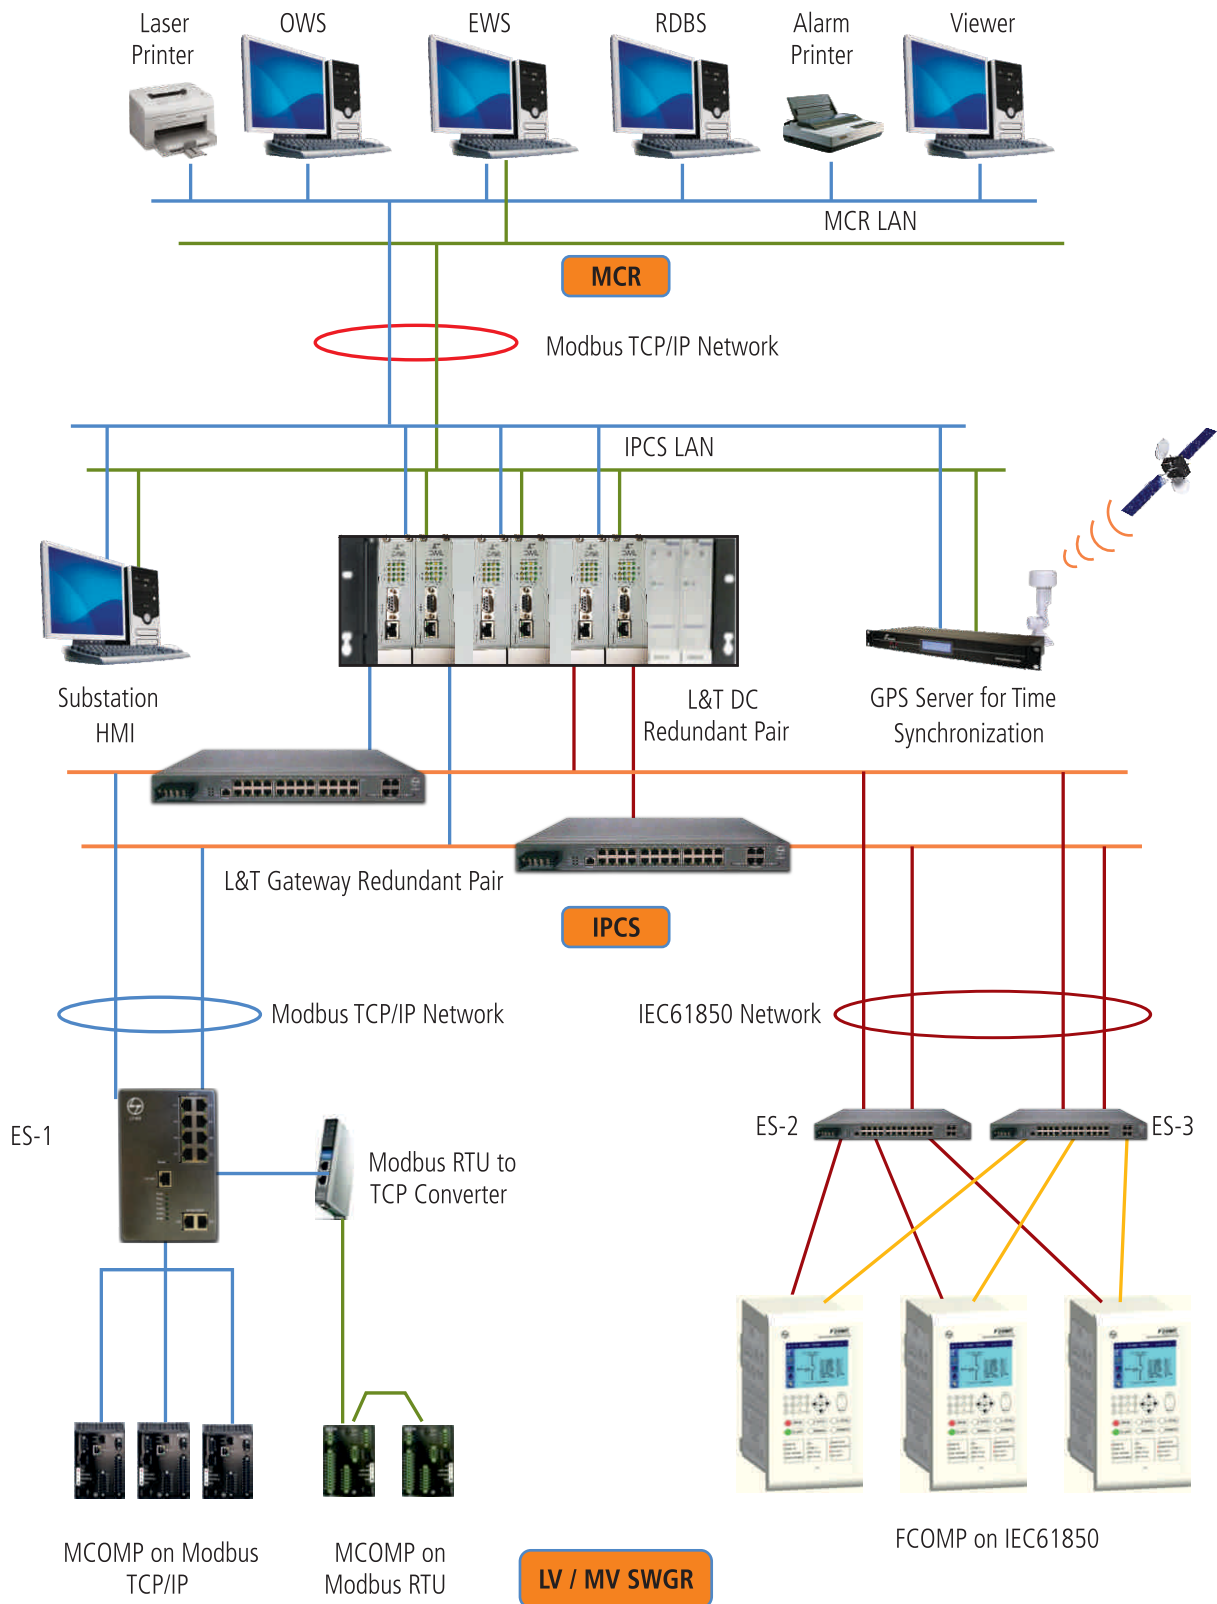 Laser
Printer
OWS
EWS
RDBS
Alarm
Printer
Viewer
MCR LAN
MCR
Modbus TCP/IP Network
IPCS LAN
Substation
HMI
L&T DC
Redundant Pair
GPS Server for Time
Synchronization
L&T Gateway Redundant Pair
IPCS
Modbus TCP/IP Network
IEC61850 Network
ES-1
Modbus RTU to
TCP Converter
ES-2
ES-3
MCOMP on Modbus
TCP/IP
MCOMP on
Modbus RTU
FCOMP on IEC61850
LV / MV SWGR